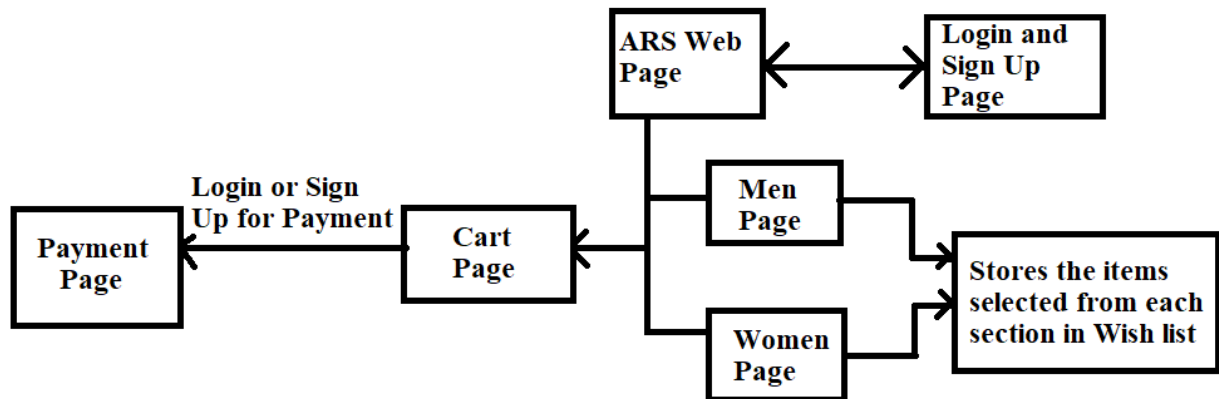 ARS Web
Page
Login and
Sign Up
Page
Login or Sign
Up for Payment
Men
Page
Payment
Page
Cart
Page
Stores the items
selected from each
section in Wish list
Women
Page